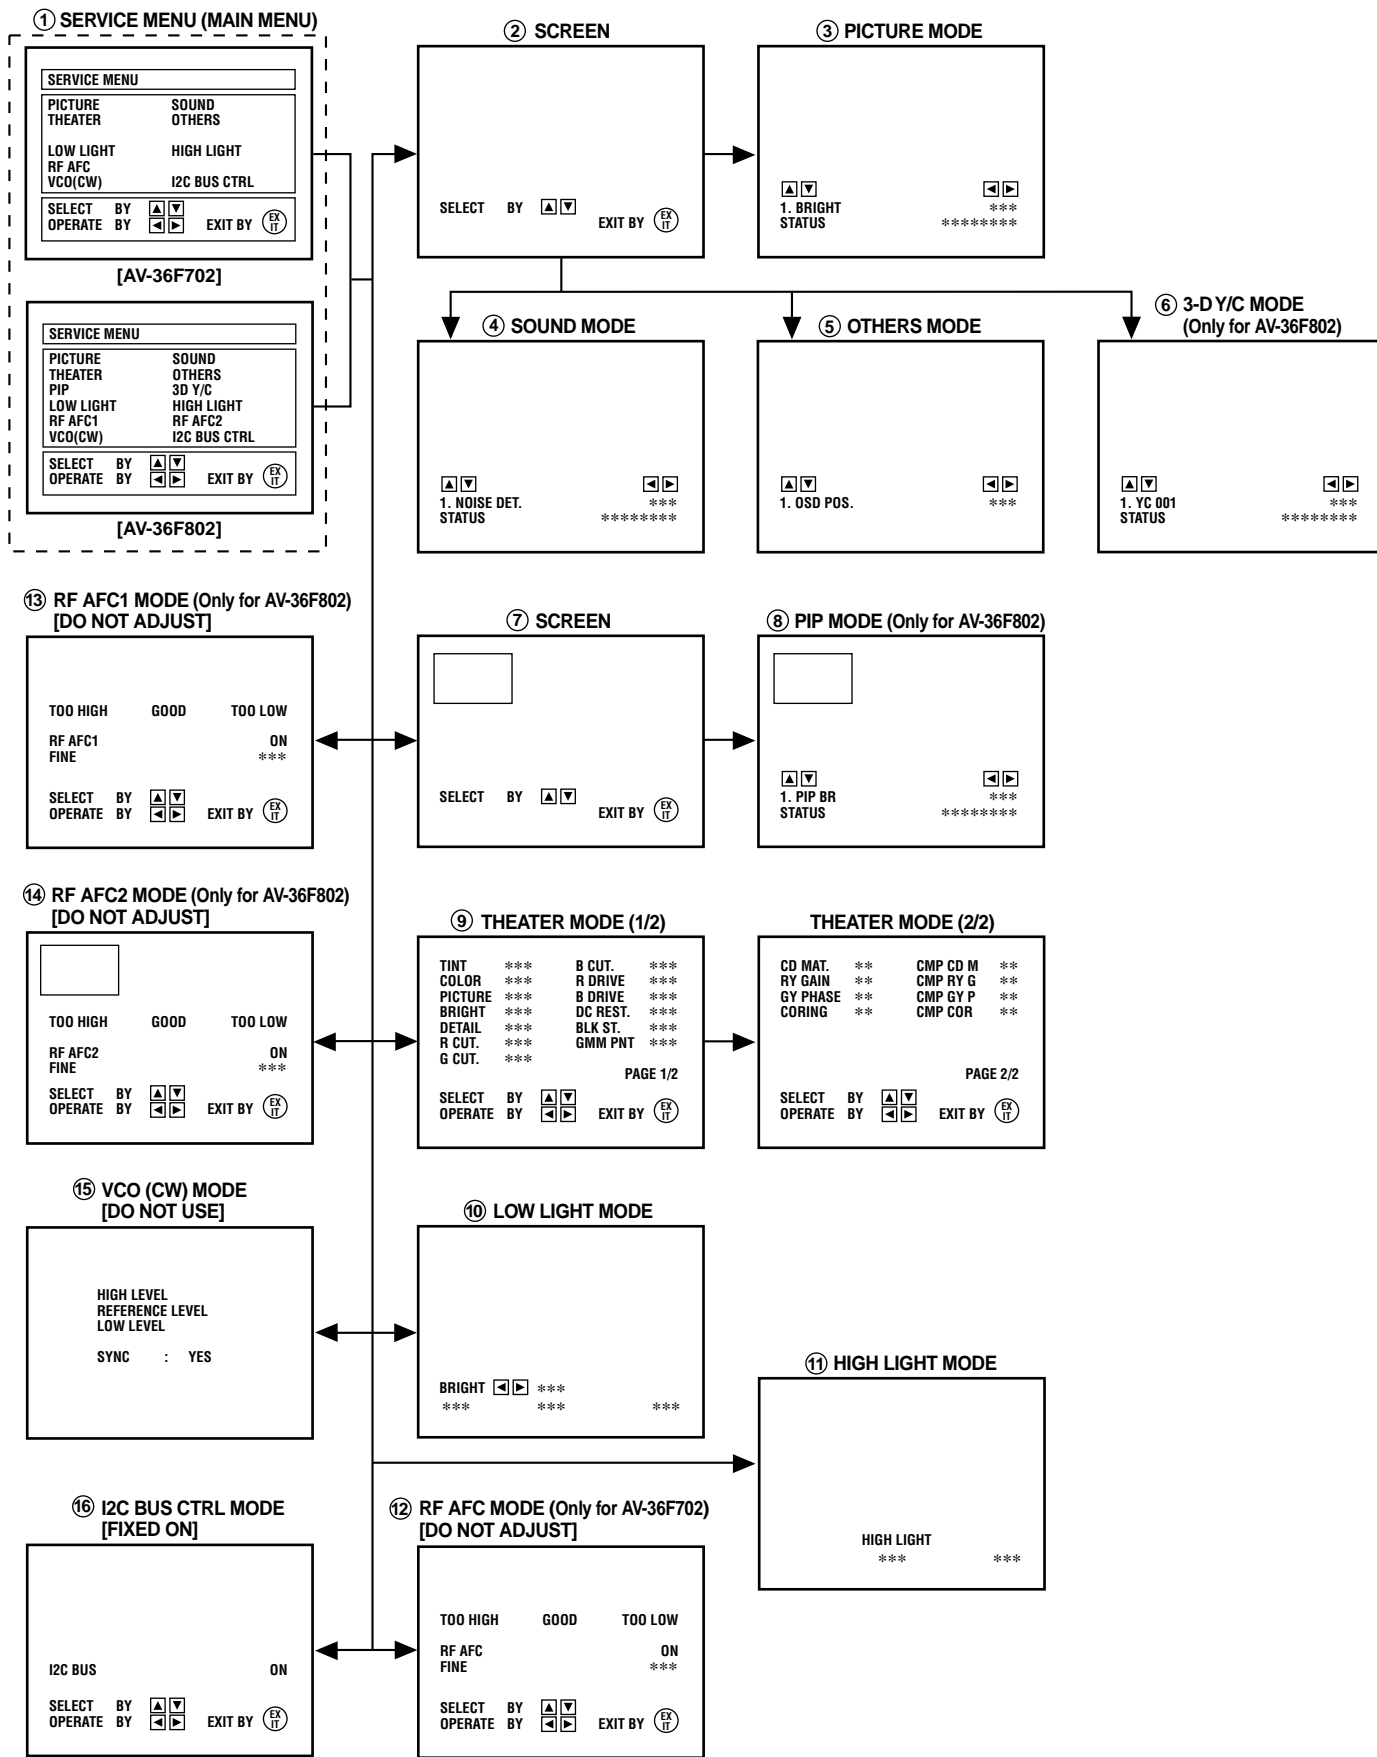 ① SERVICE MENU (MAIN MENU)
SERVICE MENU
PICTURE SOUND
THEATER OTHERS
LOW LIGHT HIGH LIGHT
RF AFC
VCO(CW) I2C BUS CTRL
SELECT BY ▲▼
OPERATE BY ◀▶ EXIT BY EXIT
[AV-36F702]
SERVICE MENU
PICTURE SOUND
THEATER OTHERS
PIP 3D Y/C
LOW LIGHT HIGH LIGHT
RF AFC1 RF AFC2
VCO(CW) I2C BUS CTRL
SELECT BY ▲▼
OPERATE BY ◀▶ EXIT BY EXIT
[AV-36F802]
② SCREEN
SELECT BY ▲▼
EXIT BY EXIT
③ PICTURE MODE
▲▼ ◀▶
1. BRIGHT ***
STATUS ********
④ SOUND MODE
▲▼ ◀▶
1. NOISE DET. ***
STATUS ********
⑤ OTHERS MODE
▲▼ ◀▶
1. OSD POS. ***
⑥ 3-D Y/C MODE
(Only for AV-36F802)
▲▼ ◀▶
1. YC 001 ***
STATUS ********
⑬ RF AFC1 MODE (Only for AV-36F802)
[DO NOT ADJUST]
TOO HIGH GOOD TOO LOW
RF AFC1 ON
FINE ***
SELECT BY ▲▼
OPERATE BY ◀▶ EXIT BY EXIT
⑦ SCREEN
SELECT BY ▲▼
EXIT BY EXIT
⑧ PIP MODE (Only for AV-36F802)
▲▼ ◀▶
1. PIP BR ***
STATUS ********
⑭ RF AFC2 MODE (Only for AV-36F802)
[DO NOT ADJUST]
TOO HIGH GOOD TOO LOW
RF AFC2 ON
FINE ***
SELECT BY ▲▼
OPERATE BY ◀▶ EXIT BY EXIT
⑨ THEATER MODE (1/2)
TINT *** B CUT. ***
COLOR *** R DRIVE ***
PICTURE *** B DRIVE ***
BRIGHT *** DC REST. ***
DETAIL *** BLK ST. ***
R CUT. *** GMM PNT ***
G CUT. ***
PAGE 1/2
SELECT BY ▲▼
OPERATE BY ◀▶ EXIT BY EXIT
THEATER MODE (2/2)
CD MAT. ** CMP CD M **
RY GAIN ** CMP RY G **
GY PHASE ** CMP GY P **
CORING ** CMP COR **
PAGE 2/2
SELECT BY ▲▼
OPERATE BY ◀▶ EXIT BY EXIT
⑮ VCO (CW) MODE
[DO NOT USE]
HIGH LEVEL
REFERENCE LEVEL
LOW LEVEL
SYNC : YES
⑩ LOW LIGHT MODE
BRIGHT ◀▶ ***
*** *** ***
⑪ HIGH LIGHT MODE
HIGH LIGHT
*** ***
⑯ I2C BUS CTRL MODE
[FIXED ON]
I2C BUS ON
SELECT BY ▲▼
OPERATE BY ◀▶ EXIT BY EXIT
⑫ RF AFC MODE (Only for AV-36F702)
[DO NOT ADJUST]
TOO HIGH GOOD TOO LOW
RF AFC ON
FINE ***
SELECT BY ▲▼
OPERATE BY ◀▶ EXIT BY EXIT